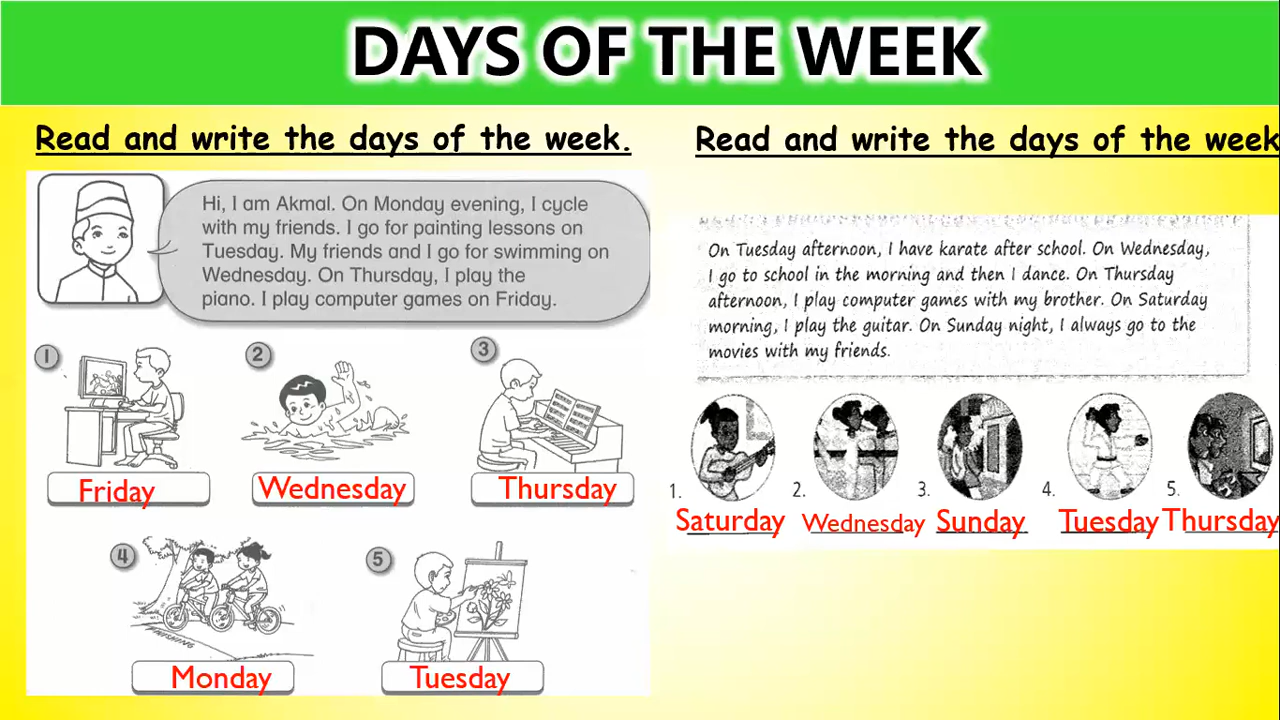 DAYS OF THE WEEK
Read and write the days of the week.
Hi, I am Akmal. On Monday evening, I cycle
with my friends. I go for painting lessons on
Tuesday. My friends and I go for swimming on
Wednesday. On Thursday, I play the
piano. I play computer games on Friday.
1
2
3
Friday
Wednesday
Thursday
4
5
Monday
Tuesday
Read and write the days of the week
On Tuesday afternoon, I have karate after school. On Wednesday,
I go to school in the morning and then I dance. On Thursday
afternoon, I play computer games with my brother. On Saturday
morning, I play the guitar. On Sunday night, I always go to the
movies with my friends.
1. 2. 3. 4. 5.
Saturday Wednesday Sunday Tuesday Thursday